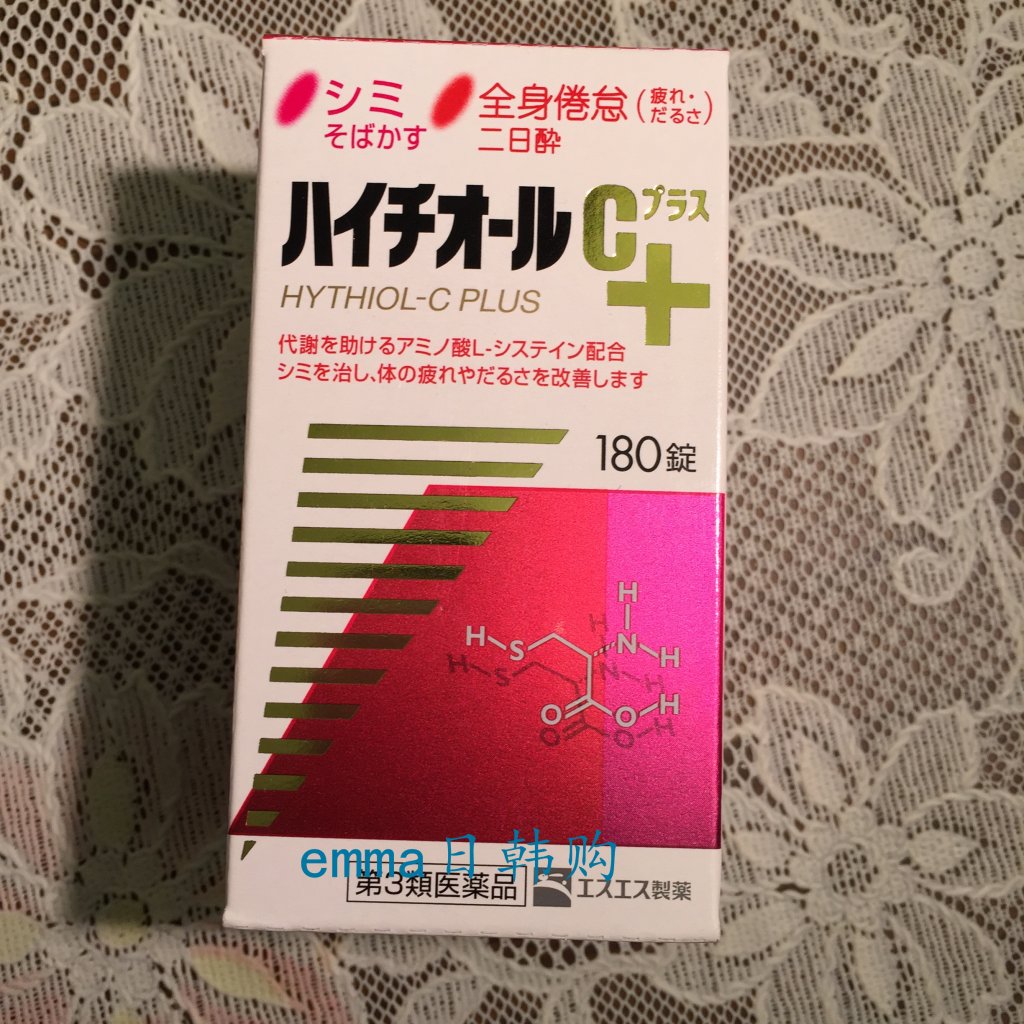 シミ
そばかす
全身倦怠(疲れ・だるさ)
二日酔
ハイチオールCプラス
+
HYTHIOL-C PLUS
代謝を助けるアミノ酸L-システイン配合
シミを治し、体の疲れやだるさを改善します
180錠
H
H S N H
O O H
emma日韩购
第3類医薬品
エスエス製薬